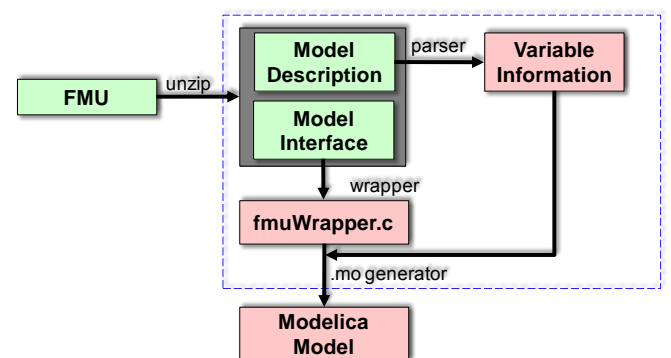 Model
Description
parser
Variable
Information
FMU
unzip
Model
Interface
wrapper
fmuWrapper.c
.mo generator
Modelica
Model